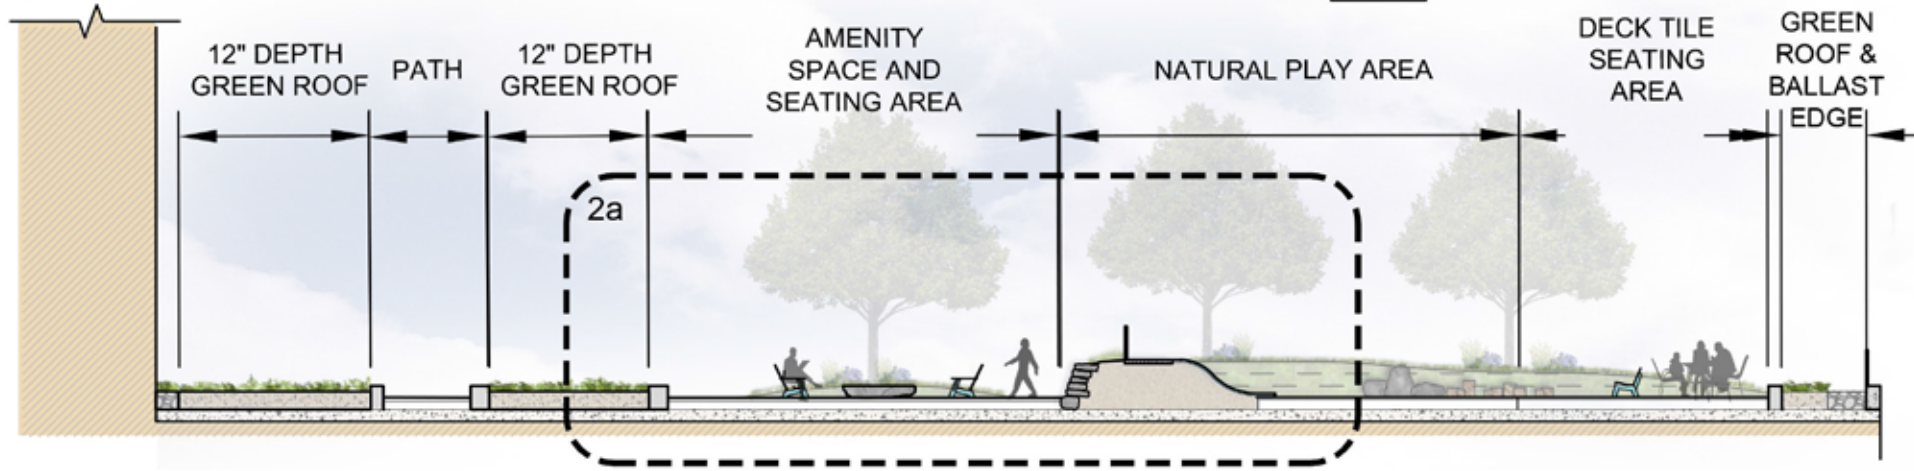 12" DEPTH
GREEN ROOF
PATH
12" DEPTH
GREEN ROOF
AMENITY
SPACE AND
SEATING AREA
NATURAL PLAY AREA
DECK TILE
SEATING
AREA
GREEN
ROOF &
BALLAST
EDGE
2a